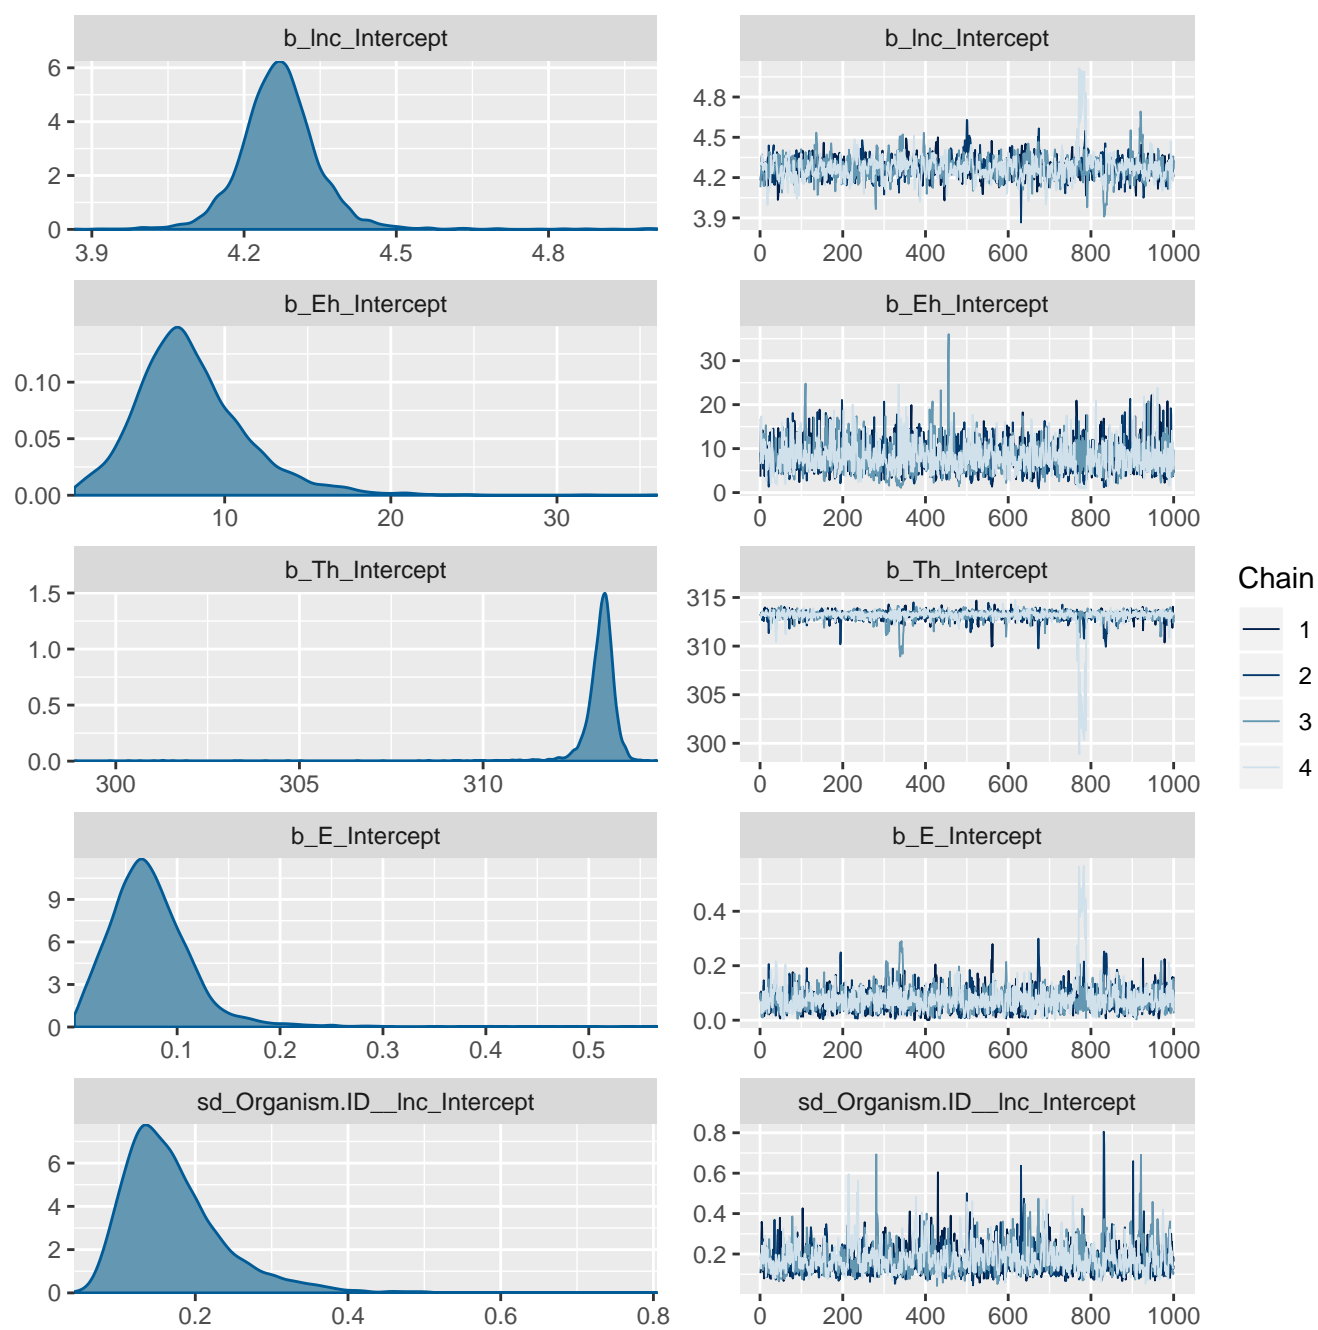 b_lnc_Intercept
b_lnc_Intercept
6
4
2
0
3.9 4.2 4.5 4.8
4.8
4.5
4.2
3.9
0 200 400 600 800 1000
b_Eh_Intercept
b_Eh_Intercept
0.10
0.05
0.00
10 20 30
30
20
10
0
0 200 400 600 800 1000
b_Th_Intercept
b_Th_Intercept
1.5
1.0
0.5
0.0
300 305 310
315
310
305
300
0 200 400 600 800 1000
b_E_Intercept
b_E_Intercept
9
6
3
0
0.1 0.2 0.3 0.4 0.5
0.4
0.2
0.0
0 200 400 600 800 1000
sd_Organism.ID__lnc_Intercept
sd_Organism.ID__lnc_Intercept
6
4
2
0
0.2 0.4 0.6 0.8
0.8
0.6
0.4
0.2
0 200 400 600 800 1000
Chain
1
2
3
4